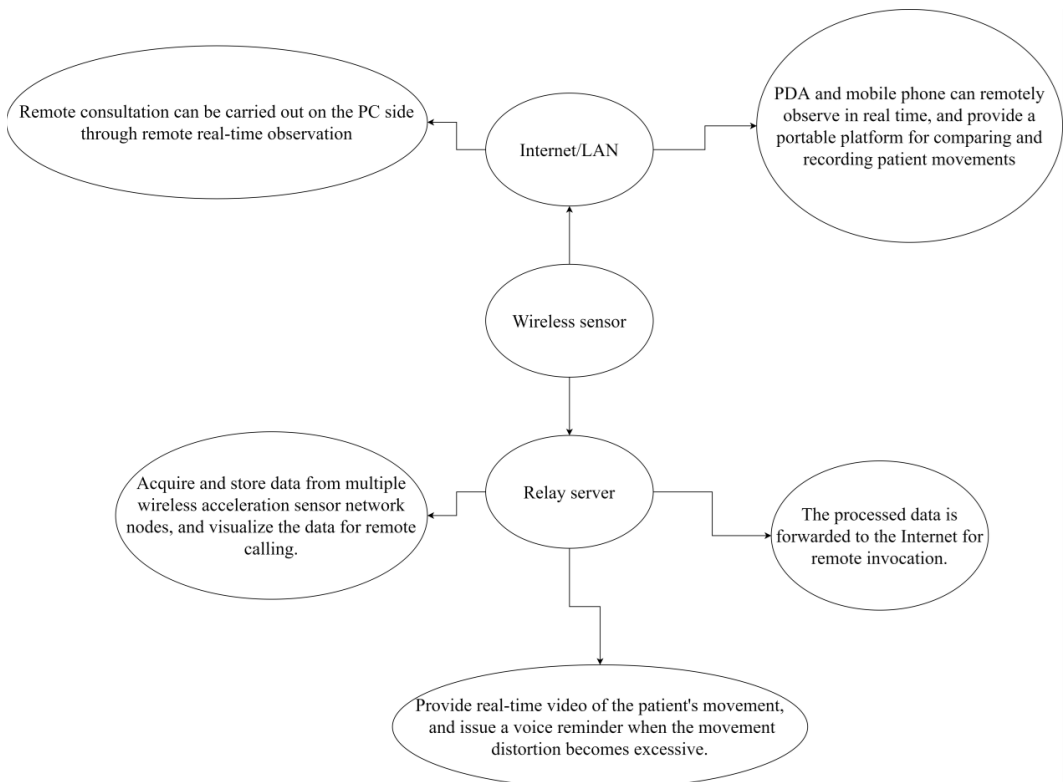 Remote consultation can be carried out on the PC side
through remote real-time observation
Internet/LAN
PDA and mobile phone can remotely
observe in real time, and provide a
portable platform for comparing and
recording patient movements
Wireless sensor
Acquire and store data from multiple
wireless acceleration sensor network
nodes, and visualize the data for remote
calling.
Relay server
The processed data is
forwarded to the Internet for
remote invocation.
Provide real-time video of the patient's movement,
and issue a voice reminder when the movement
distortion becomes excessive.